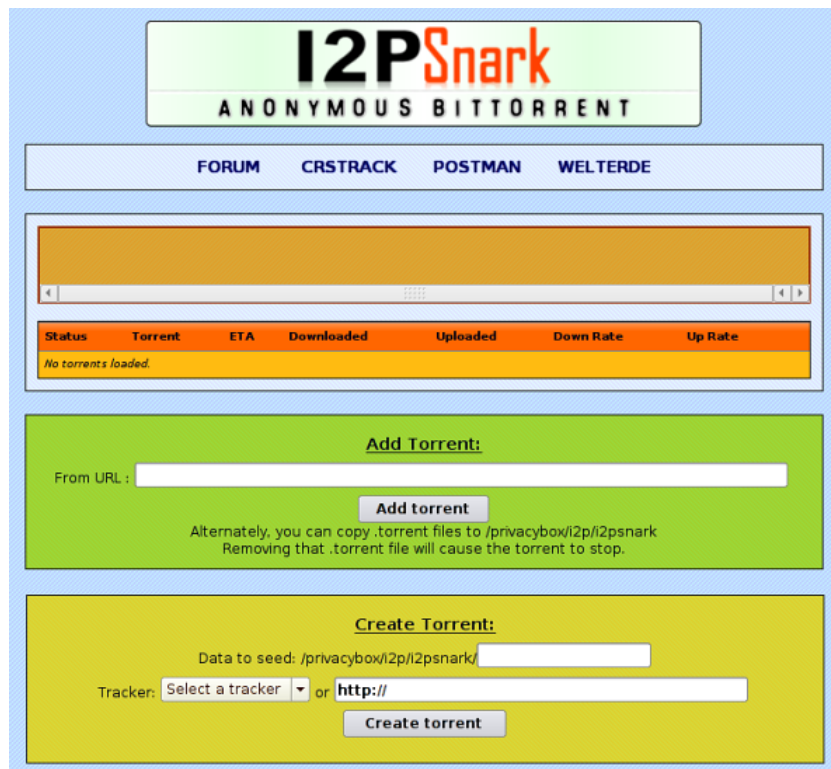 I2PSnark
ANONYMOUS BITTORRENT
FORUM CRSTRACK POSTMAN WELTERDE
Status Torrent ETA Downloaded Uploaded Down Rate Up Rate
No torrents loaded.
Add Torrent:
From URL :
Add torrent
Alternately, you can copy .torrent files to /privacybox/i2p/i2psnark
Removing that .torrent file will cause the torrent to stop.
Create Torrent:
Data to seed: /privacybox/i2p/i2psnark/
Tracker: Select a tracker or http://
Create torrent